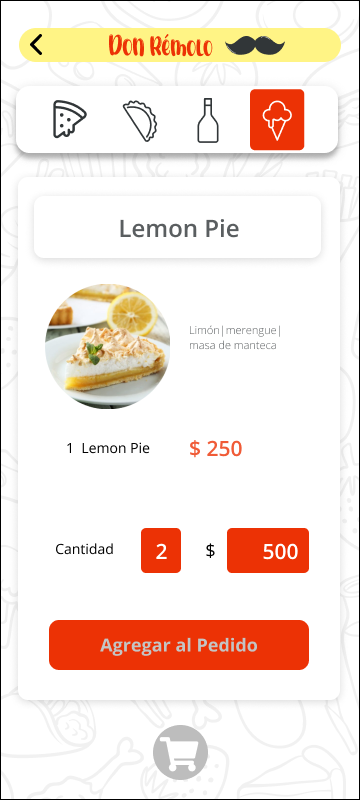 Don Rémolo
Lemon Pie
Limón|merengue|
masa de manteca
1 Lemon Pie $ 250
Cantidad 2 $ 500
Agregar al Pedido